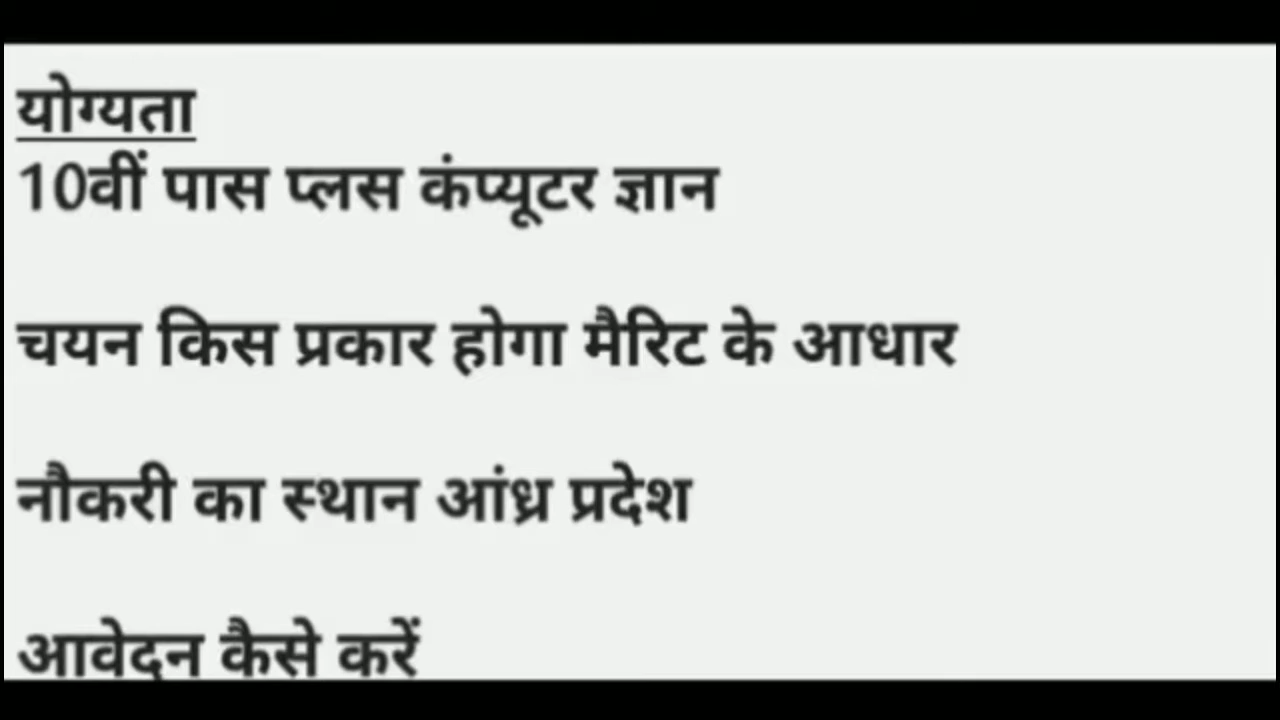 योग्यता
10वीं पास प्लस कंप्यूटर ज्ञान
चयन किस प्रकार होगा मैरिट के आधार
नौकरी का स्थान आंध्र प्रदेश
आवेदन कैसे करें